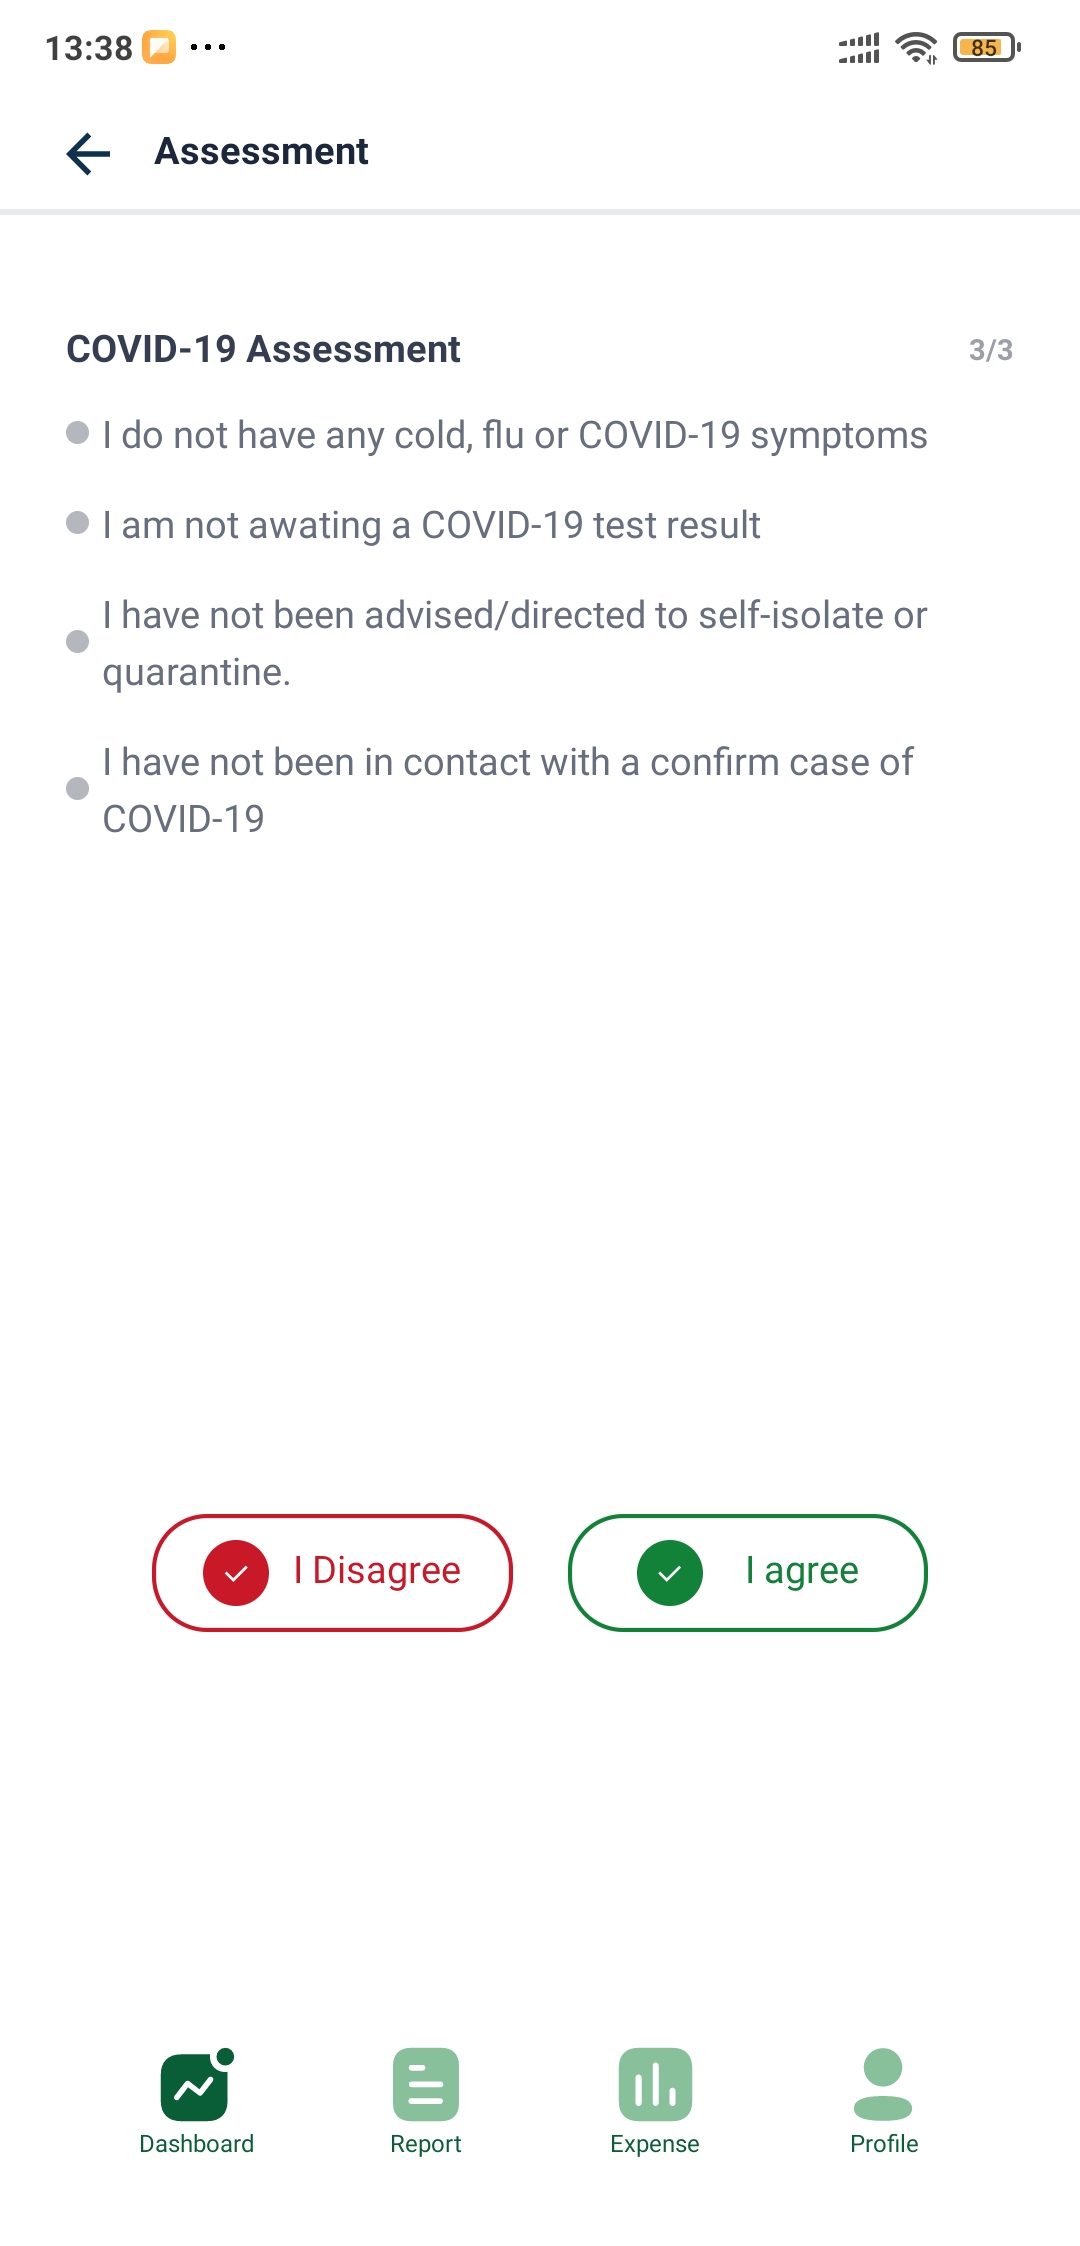 13:38
85
Assessment
COVID-19 Assessment
3/3
I do not have any cold, flu or COVID-19 symptoms
I am not awating a COVID-19 test result
I have not been advised/directed to self-isolate or
quarantine.
I have not been in contact with a confirm case of
COVID-19
I Disagree
I agree
Dashboard
Report
Expense
Profile